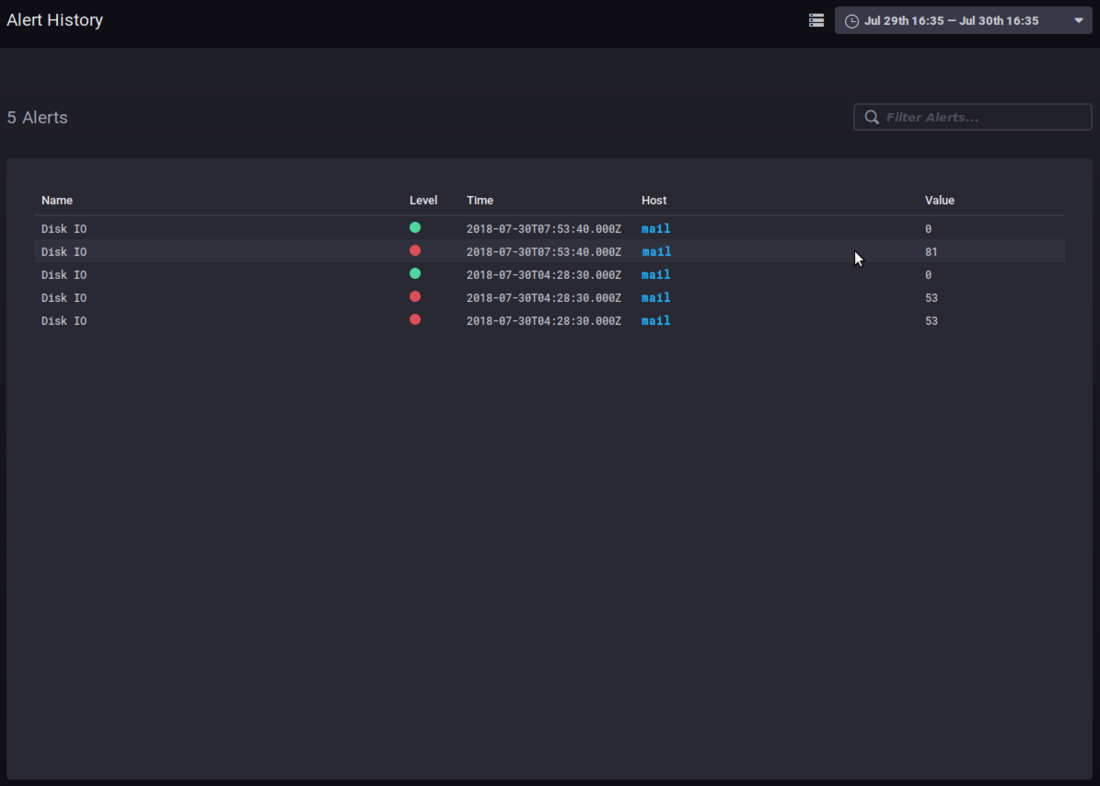 Alert History
Jul 29th 16:35 — Jul 30th 16:35
5 Alerts
Filter Alerts...
Name Level Time Host Value
Disk IO 2018-07-30T07:53:40.000Z mail 0
Disk IO 2018-07-30T07:53:40.000Z mail 81
Disk IO 2018-07-30T04:28:30.000Z mail 0
Disk IO 2018-07-30T04:28:30.000Z mail 53
Disk IO 2018-07-30T04:28:30.000Z mail 53